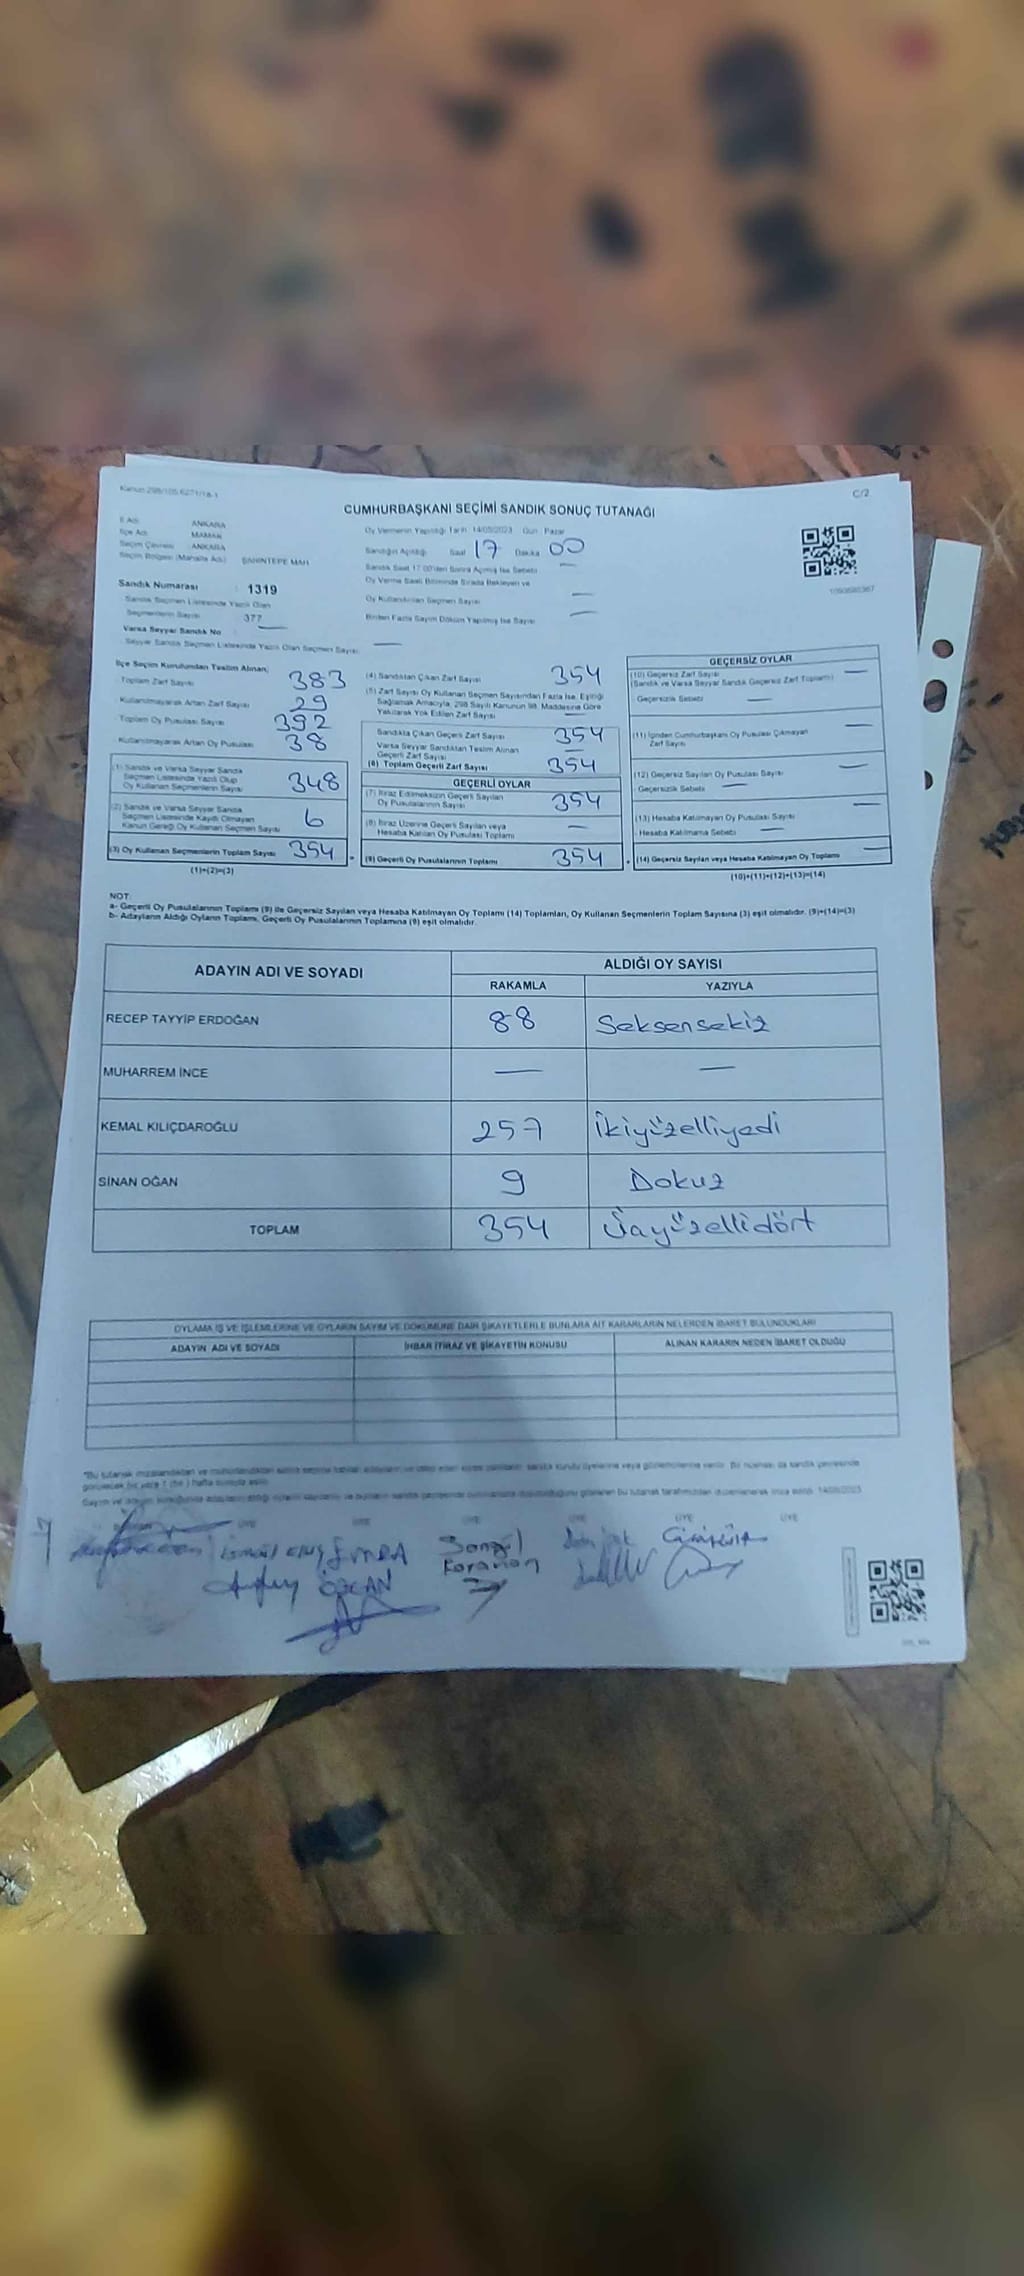 Kanun 298/105 6271/18-1
C/2
CUMHURBAŞKANI SEÇİMİ SANDIK SONUÇ TUTANAĞI
İl Adı : ANKARA
İlçe Adı : MAMAK
Seçim Çevresi : ANKARA
Seçim Bölgesi (Mahalle Adı) : ŞAHİNTEPE MAH
Sandık Numarası : 1319
Sandık Seçmen Listesinde Yazılı Olan
Seçmenlerin Sayısı : 377
Varsa Seyyar Sandık No : —
Seyyar Sandık Seçmen Listesinde Yazılı Olan Seçmen Sayısı : —
Oy Vermenin Yapıldığı Tarih : 14/05/2023 Gün : Pazar
Sandığın Açıldığı Saat 17 Dakika 00
Sandık Saat 17.00'den Sonra Açılmış İse Sebebi —
Oy Verme Saati Bitiminde Sırada Bekleyen ve
Oy Kullandırılan Seçmen Sayısı —
Birden Fazla Sayım Döküm Yapılmış İse Sayısı —
İlçe Seçim Kurulundan Teslim Alınan;
Toplam Zarf Sayısı 383
Kullanılmayarak Artan Zarf Sayısı 29
Toplam Oy Pusulası Sayısı 392
Kullanılmayarak Artan Oy Pusulası 38
(1) Sandık ve Varsa Seyyar Sandık
Seçmen Listesinde Yazılı Olup
Oy Kullanan Seçmenlerin Sayısı 348
(2) Sandık ve Varsa Seyyar Sandık
Seçmen Listesinde Kaydı Olmayan
Kanun Gereği Oy Kullanan Seçmen Sayısı 6
(3) Oy Kullanan Seçmenlerin Toplam Sayısı 354
(1)+(2)=(3)
(4) Sandıktan Çıkan Zarf Sayısı 354
(5) Zarf Sayısı Oy Kullanan Seçmen Sayısından Fazla İse, Eşitliği
Sağlamak Amacıyla, 298 Sayılı Kanunun 98. Maddesine Göre
Yakılarak Yok Edilen Zarf Sayısı —
Sandıkta Çıkan Geçerli Zarf Sayısı 354
Varsa Seyyar Sandıktan Teslim Alınan
Geçerli Zarf Sayısı —
(6) Toplam Geçerli Zarf Sayısı 354
GEÇERLİ OYLAR
(7) İtiraz Edilmeksizin Geçerli Sayılan
Oy Pusulalarının Sayısı 354
(8) İtiraz Üzerine Geçerli Sayılan veya
Hesaba Katılan Oy Pusulası Toplamı —
(9) Geçerli Oy Pusulalarının Toplamı 354
GEÇERSİZ OYLAR
(10) Geçersiz Zarf Sayısı —
(Sandık ve Varsa Seyyar Sandık Geçersiz Zarf Toplamı)
Geçersizlik Sebebi : —
(11) İçinden Cumhurbaşkanı Oy Pusulası Çıkmayan —
Zarf Sayısı
(12) Geçersiz Sayılan Oy Pusulası Sayısı —
Geçersizlik Sebebi : —
(13) Hesaba Katılmayan Oy Pusulası Sayısı —
Hesaba Katılmama Sebebi : —
(14) Geçersiz Sayılan veya Hesaba Katılmayan Oy Toplamı —
(10)+(11)+(12)+(13)=(14)
NOT:
a- Geçerli Oy Pusulalarının Toplamı (9) ile Geçersiz Sayılan veya Hesaba Katılmayan Oy Toplamı (14) Toplamları, Oy Kullanan Seçmenlerin Toplam Sayısına (3) eşit olmalıdır. (9)+(14)=(3)
b- Adayların Aldığı Oyların Toplamı, Geçerli Oy Pusulalarının Toplamına (9) eşit olmalıdır.
ADAYIN ADI VE SOYADI
ALDIĞI OY SAYISI
RAKAMLA YAZIYLA
RECEP TAYYİP ERDOĞAN 88 Seksensekiz
MUHARREM İNCE — —
KEMAL KILIÇDAROĞLU 257 İkiyüzelliyedi
SİNAN OĞAN 9 Dokuz
TOPLAM 354 Üçyüzellidört
OYLAMA İŞ VE İŞLEMLERİNE VE OYLARIN SAYIM VE DÖKÜMÜNE DAİR ŞİKAYETLERLE BUNLARA AİT KARARLARIN NELERDEN İBARET BULUNDUKLARI
ADAYIN ADI VE SOYADI İHBAR İTİRAZ VE ŞİKAYETİN KONUSU ALINAN KARARIN NEDEN İBARET OLDUĞU
ÜYE ÜYE ÜYE ÜYE ÜYE ÜYE
Songül
Karaman
ÖZCAN